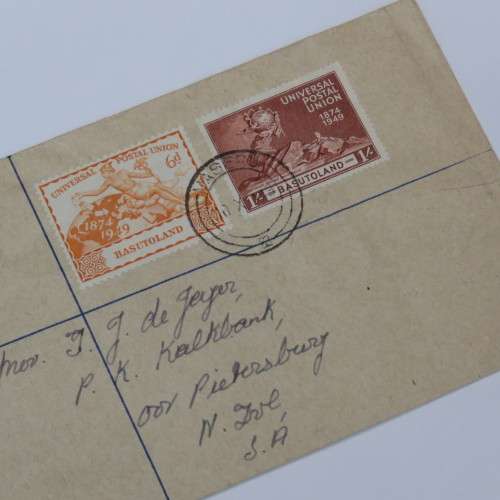 UNIVERSAL POSTAL UNION
6d
1874
1949
BASUTOLAND
UNIVERSAL
POSTAL
UNION
1874
1949
1/- BASUTOLAND 1/-
MASERU
Mev. J. J. de Jager,
P. K. Kalkbank,
oor Pietersburg
N. Tvl,
S. A